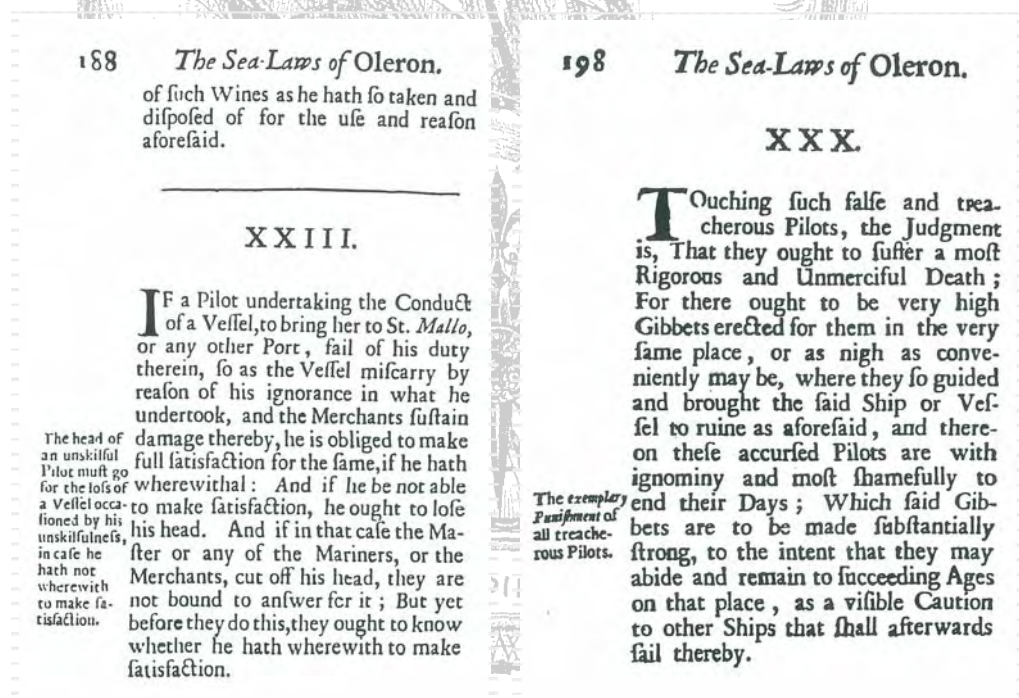 188 The Sea-Laws of Oleron.
of ſuch Wines as he hath ſo taken and
diſpoſed of for the uſe and reaſon
aforeſaid.
XXIII.
IF a Pilot undertaking the Conduct
of a Veſſel,to bring her to St. Mallo,
or any other Port, fail of his duty
therein, ſo as the Veſſel miſcarry by
reaſon of his ignorance in what he
undertook, and the Merchants ſuſtain
damage thereby, he is obliged to make
full ſatisfaction for the ſame,if he hath
wherewithal: And if he be not able
to make ſatisfaction, he ought to loſe
his head. And if in that caſe the Ma-
ſter or any of the Mariners, or the
Merchants, cut off his head, they are
not bound to anſwer for it; But yet
before they do this,they ought to know
whether he hath wherewith to make
ſatisfaction.
The head of
an unskilful
Pilot muſt go
for the loſs of
a Veſſel occa-
ſioned by his
unskilfulneſs,
in caſe he
hath not
wherewith
to make ſa-
tisfaction.
198 The Sea-Laws of Oleron.
XXX.
TOuching ſuch falſe and trea-
cherous Pilots, the Judgment
is, That they ought to ſuffer a moſt
Rigorous and Unmerciful Death;
For there ought to be very high
Gibbets erected for them in the very
ſame place, or as nigh as conve-
niently may be, where they ſo guided
and brought the ſaid Ship or Veſ-
ſel to ruine as aforeſaid, and there-
on theſe accurſed Pilots are with
ignominy and moſt ſhamefully to
end their Days; Which ſaid Gib-
bets are to be made ſubſtantially
ſtrong, to the intent that they may
abide and remain to ſucceeding Ages
on that place, as a viſible Caution
to other Ships that ſhall afterwards
ſail thereby.
The exemplary
Puniſhment of
all treache-
rous Pilots.